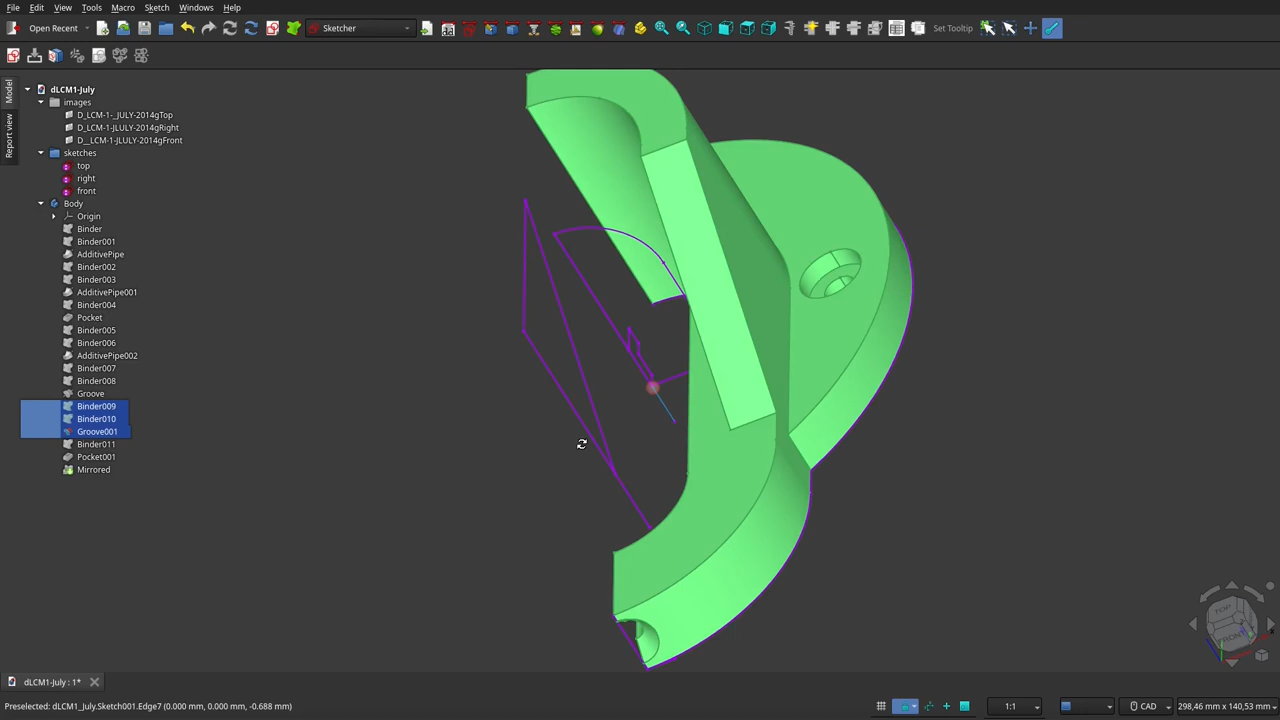 File Edit View Tools Macro Sketch Windows Help
Open Recent Sketcher Set Tooltip
Model
Report view
dLCM1-July
images
D_LCM-1-_JULY-2014gTop
D_LCM-1-JLULY-2014gRight
D__LCM-1-JLULY-2014gFront
sketches
top
right
front
Body
Origin
Binder
Binder001
AdditivePipe
Binder002
Binder003
AdditivePipe001
Binder004
Pocket
Binder005
Binder006
AdditivePipe002
Binder007
Binder008
Groove
Binder009
Binder010
Groove001
Binder011
Pocket001
Mirrored
TOP
FRONT
dLCM1-July : 1*
Preselected: dLCM1_July.Sketch001.Edge7 (0.000 mm, 0.000 mm, -0.688 mm)
1:1 CAD 298,46 mm x 140,53 mm